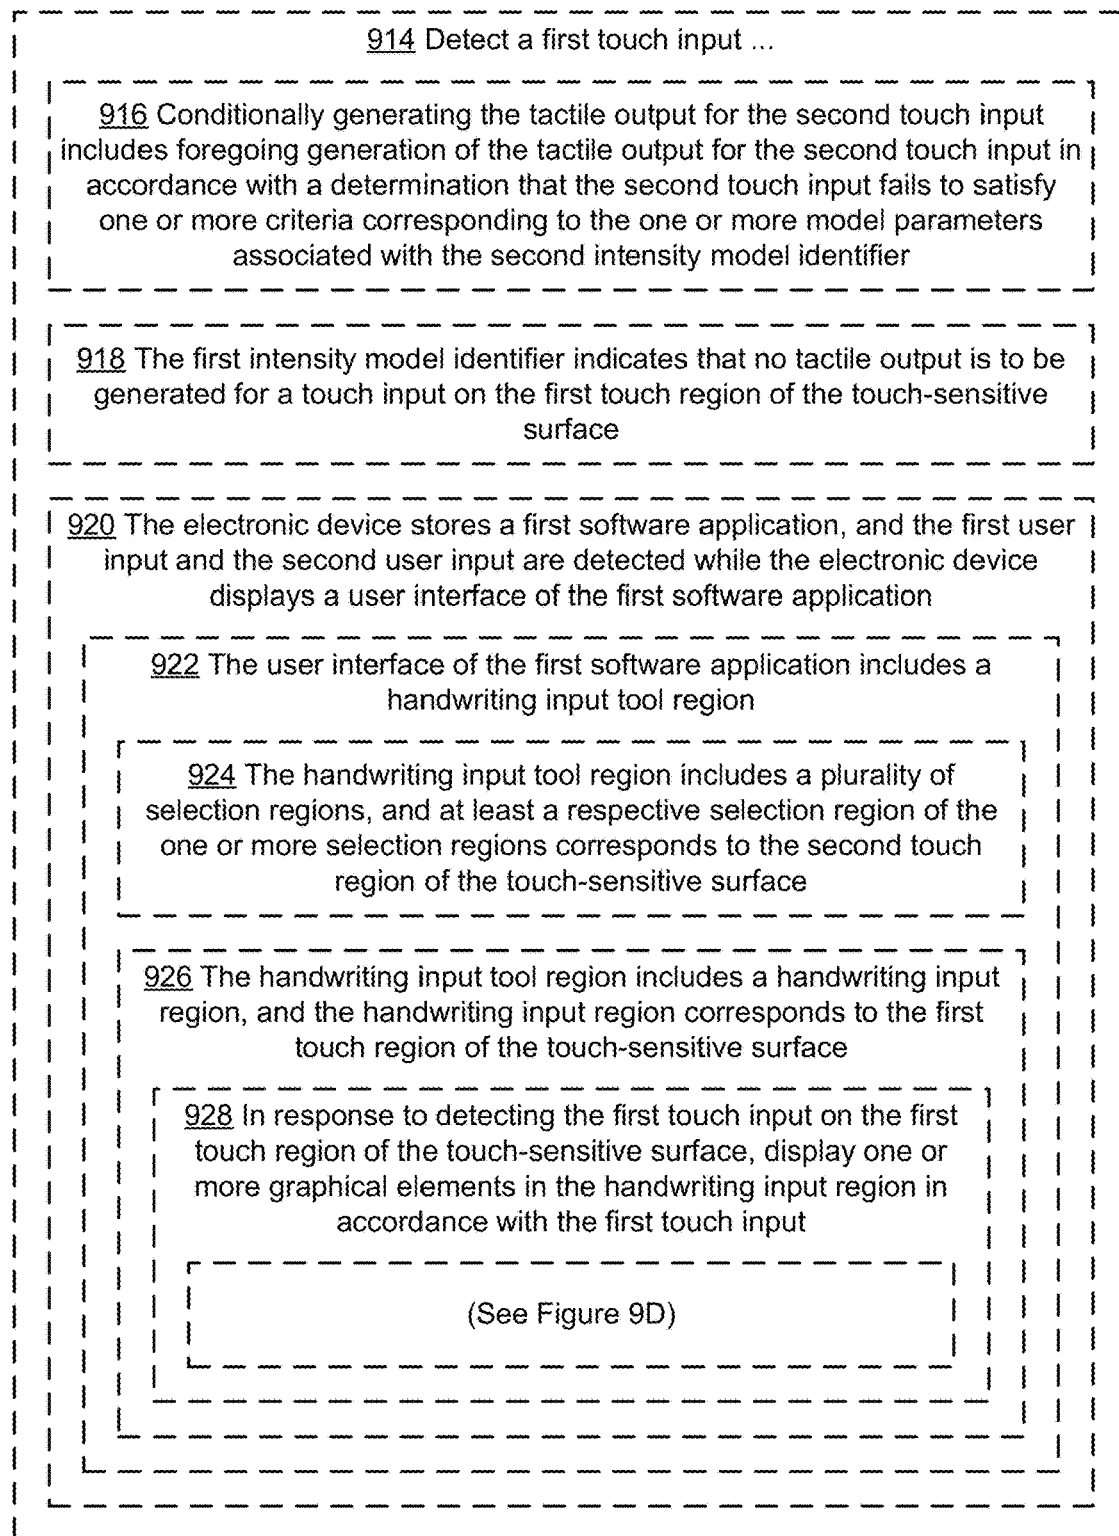 914 Detect a first touch input ...
916 Conditionally generating the tactile output for the second touch input
includes foregoing generation of the tactile output for the second touch input in
accordance with a determination that the second touch input fails to satisfy
one or more criteria corresponding to the one or more model parameters
associated with the second intensity model identifier
918 The first intensity model identifier indicates that no tactile output is to be
generated for a touch input on the first touch region of the touch-sensitive
surface
920 The electronic device stores a first software application, and the first user
input and the second user input are detected while the electronic device
displays a user interface of the first software application
922 The user interface of the first software application includes a
handwriting input tool region
924 The handwriting input tool region includes a plurality of
selection regions, and at least a respective selection region of the
one or more selection regions corresponds to the second touch
region of the touch-sensitive surface
926 The handwriting input tool region includes a handwriting input
region, and the handwriting input region corresponds to the first
touch region of the touch-sensitive surface
928 In response to detecting the first touch input on the first
touch region of the touch-sensitive surface, display one or
more graphical elements in the handwriting input region in
accordance with the first touch input
(See Figure 9D)